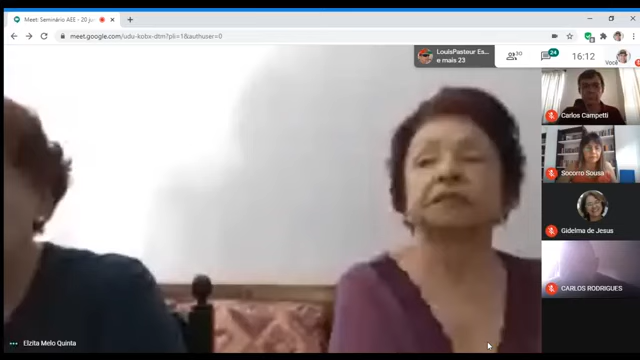 Meet: Seminário AEE - 20 ju
meet.google.com/udu-kobx-dtm?pli=1&authuser=0
LouisPasteur Es...
e mais 23
30
24
16:12
Você
Carlos Campetti
Socorro Sousa
Gidelma de Jesus
CARLOS RODRIGUES
Elzita Melo Quinta